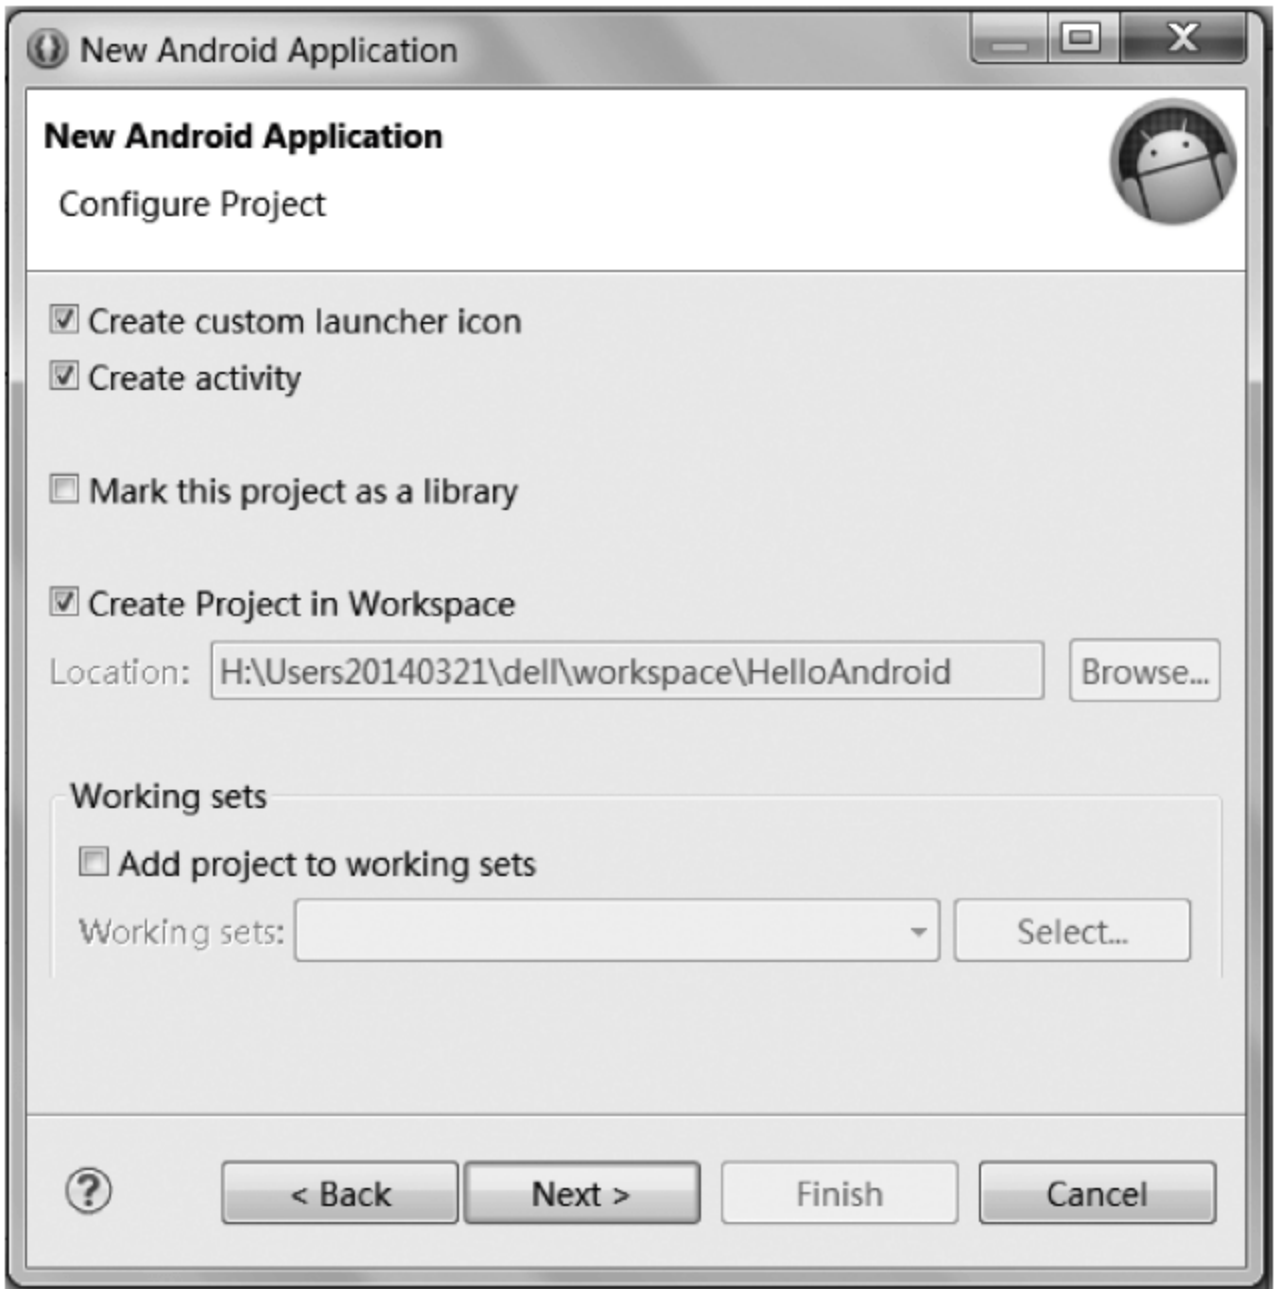 New Android Application
New Android Application
Configure Project
Create custom launcher icon
Create activity
Mark this project as a library
Create Project in Workspace
Location: H:\Users20140321\dell\workspace\HelloAndroid Browse...
Working sets
Add project to working sets
Working sets: Select...
? < Back Next > Finish Cancel